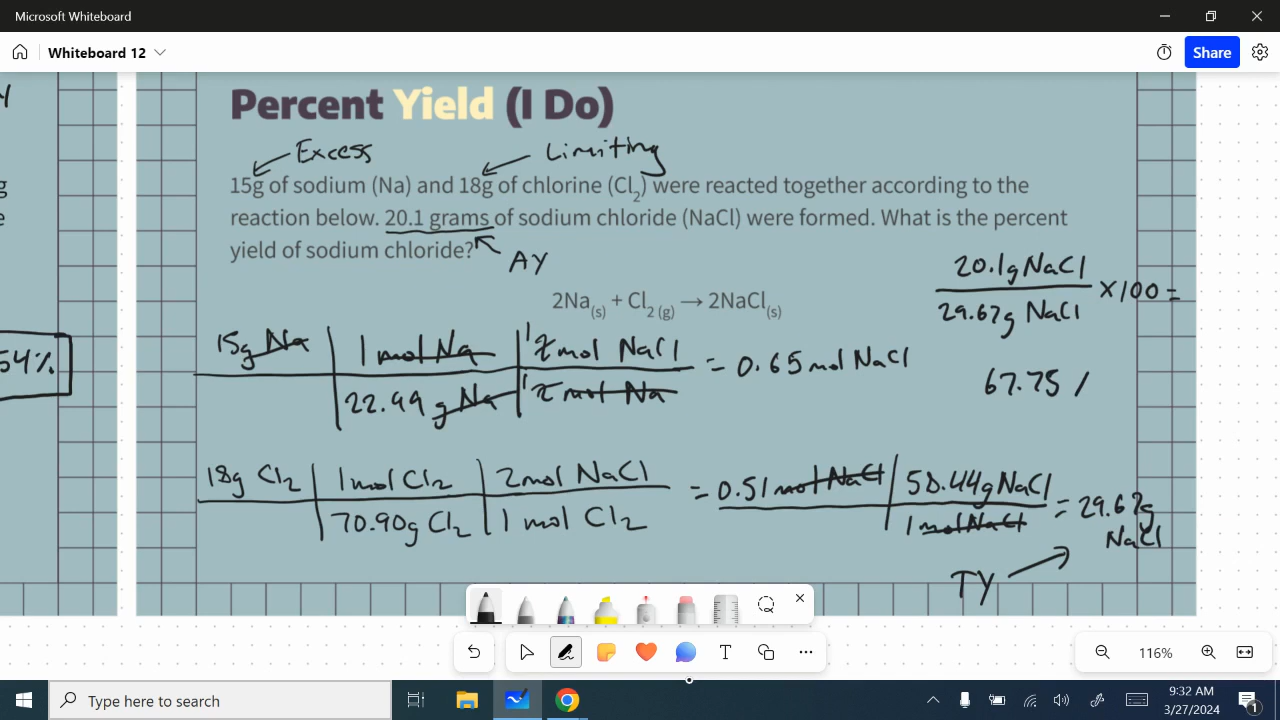 Microsoft Whiteboard
Whiteboard 12
Share
Percent Yield (I Do)
Excess
Limiting
15g of sodium (Na) and 18g of chlorine (Cl2) were reacted together according to the
reaction below. 20.1 grams of sodium chloride (NaCl) were formed. What is the percent
yield of sodium chloride?
AY
2Na(s) + Cl2 (g) → 2NaCl(s)
20.1g NaCl
29.67g NaCl
×100 =
67.75 /
54%
15g Na
1 mol Na
1 2 mol NaCl
= 0.65 mol NaCl
22.99 g Na
1 2 mol Na
18g Cl2
1 mol Cl2
2 mol NaCl
= 0.51 mol NaCl
58.44g NaCl
= 29.67g
NaCl
70.90g Cl2
1 mol Cl2
1 mol NaCl
TY
116%
Type here to search
9:32 AM
3/27/2024
1